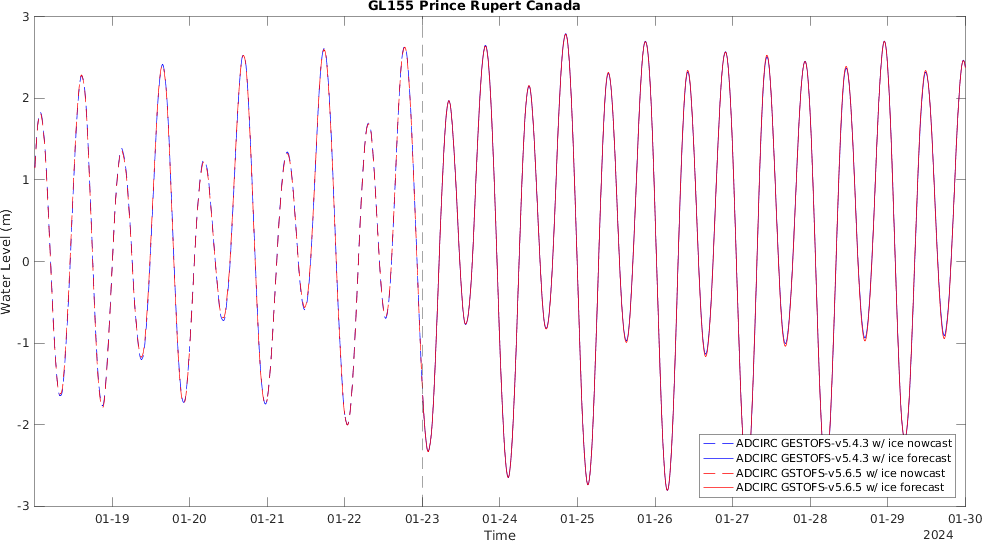 GL155 Prince Rupert Canada
3
2
1
0
-1
-2
-3
Water Level (m)
ADCIRC GESTOFS-v5.4.3 w/ ice nowcast
ADCIRC GESTOFS-v5.4.3 w/ ice forecast
ADCIRC GSTOFS-v5.6.5 w/ ice nowcast
ADCIRC GSTOFS-v5.6.5 w/ ice forecast
01-19 01-20 01-21 01-22 01-23 01-24 01-25 01-26 01-27 01-28 01-29 01-30
Time
2024